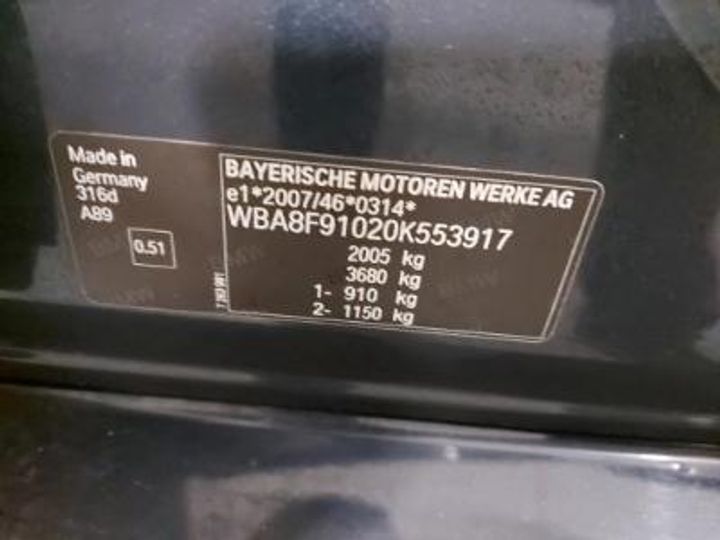 Made in
Germany
316d
A89
0.51
BAYERISCHE MOTOREN WERKE AG
e1*2007/46*0314*
WBA8F91020K553917
2005 kg
3680 kg
1- 910 kg
2- 1150 kg